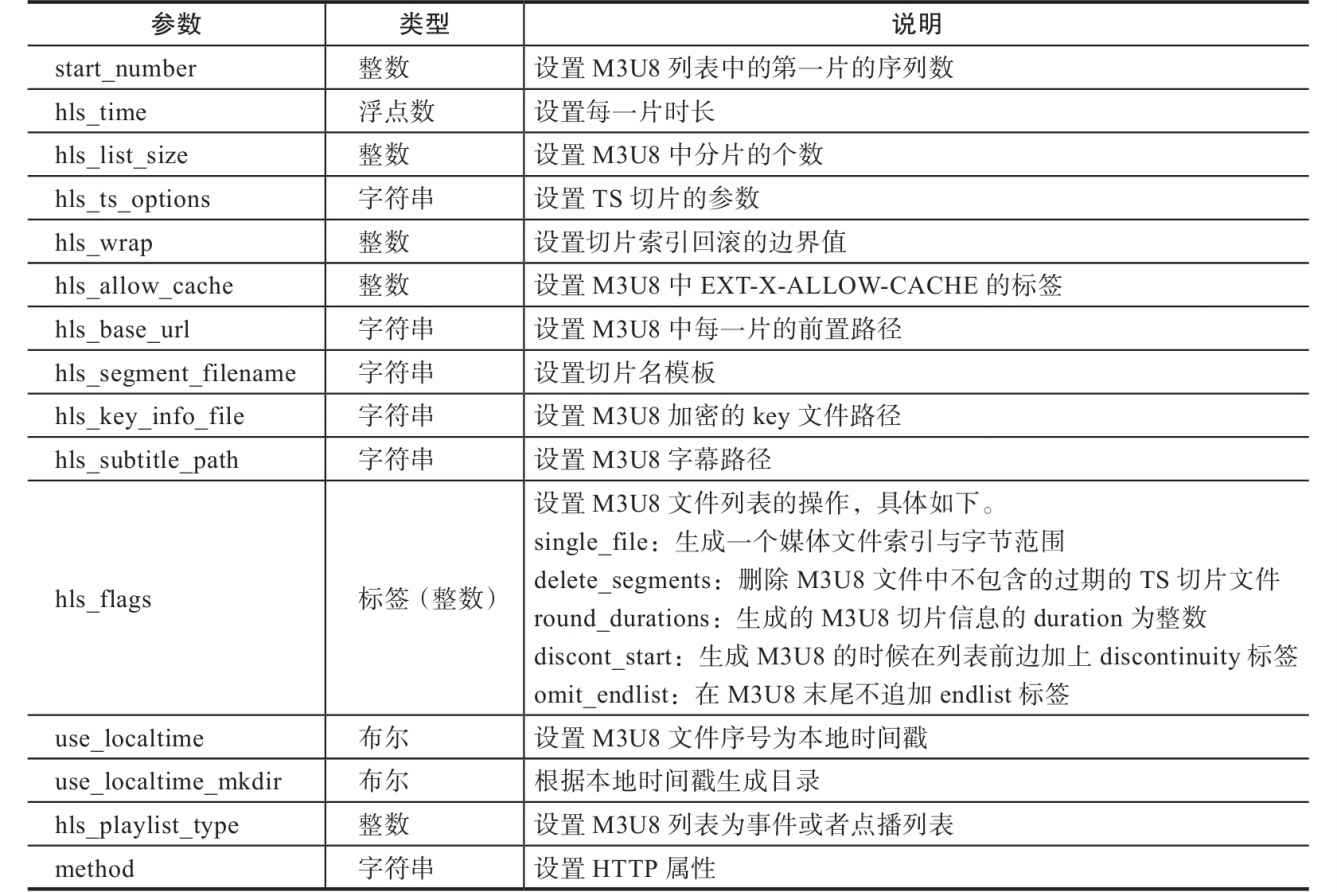 参数 类型 说明
start_number 整数 设置 M3U8 列表中的第一片的序列数
hls_time 浮点数 设置每一片时长
hls_list_size 整数 设置 M3U8 中分片的个数
hls_ts_options 字符串 设置 TS 切片的参数
hls_wrap 整数 设置切片索引回滚的边界值
hls_allow_cache 整数 设置 M3U8 中 EXT-X-ALLOW-CACHE 的标签
hls_base_url 字符串 设置 M3U8 中每一片的前置路径
hls_segment_filename 字符串 设置切片名模板
hls_key_info_file 字符串 设置 M3U8 加密的 key 文件路径
hls_subtitle_path 字符串 设置 M3U8 字幕路径
hls_flags 标签（整数） 设置 M3U8 文件列表的操作，具体如下。
single_file：生成一个媒体文件索引与字节范围
delete_segments：删除 M3U8 文件中不包含的过期的 TS 切片文件
round_durations：生成的 M3U8 切片信息的 duration 为整数
discont_start：生成 M3U8 的时候在列表前边加上 discontinuity 标签
omit_endlist：在 M3U8 末尾不追加 endlist 标签
use_localtime 布尔 设置 M3U8 文件序号为本地时间戳
use_localtime_mkdir 布尔 根据本地时间戳生成目录
hls_playlist_type 整数 设置 M3U8 列表为事件或者点播列表
method 字符串 设置 HTTP 属性